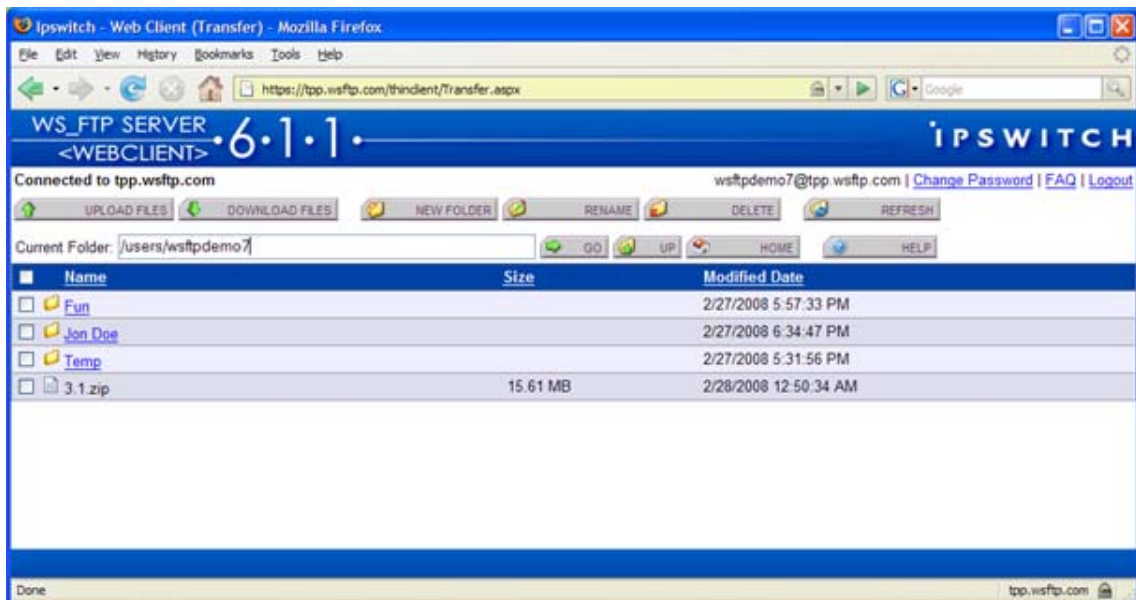 Ipswitch - Web Client (Transfer) - Mozilla Firefox
File Edit View History Bookmarks Tools Help
https://tpp.wsftp.com/thinclient/Transfer.aspx Google
WS_FTP SERVER
<WEBCLIENT>
6·1·1
IPSWITCH
Connected to tpp.wsftp.com wsftpdemo7@tpp.wsftp.com | Change Password | FAQ | Logout
UPLOAD FILES DOWNLOAD FILES NEW FOLDER RENAME DELETE REFRESH
Current Folder: /users/wsftpdemo7 GO UP HOME HELP
Name Size Modified Date
Fun 2/27/2008 5:57:33 PM
Jon Doe 2/27/2008 6:34:47 PM
Temp 2/27/2008 5:31:56 PM
3.1.zip 15.61 MB 2/28/2008 12:50:34 AM
Done tpp.wsftp.com